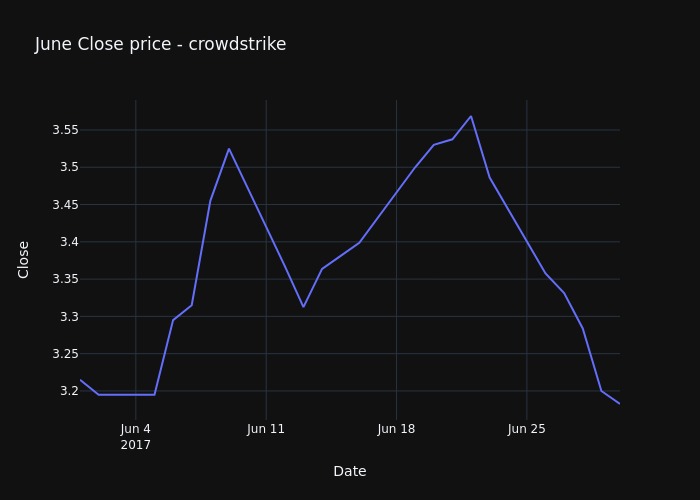 June Close price - crowdstrike
Close
3.55
3.5
3.45
3.4
3.35
3.3
3.25
3.2
Jun 4
2017
Jun 11
Jun 18
Jun 25
Date